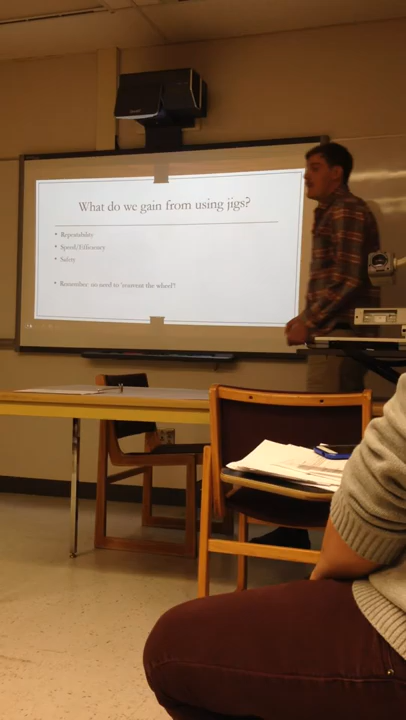 What do we gain from using jigs?
• Repeatability
• Speed/Efficiency
• Safety
• Remember: no need to 'reinvent the wheel'!